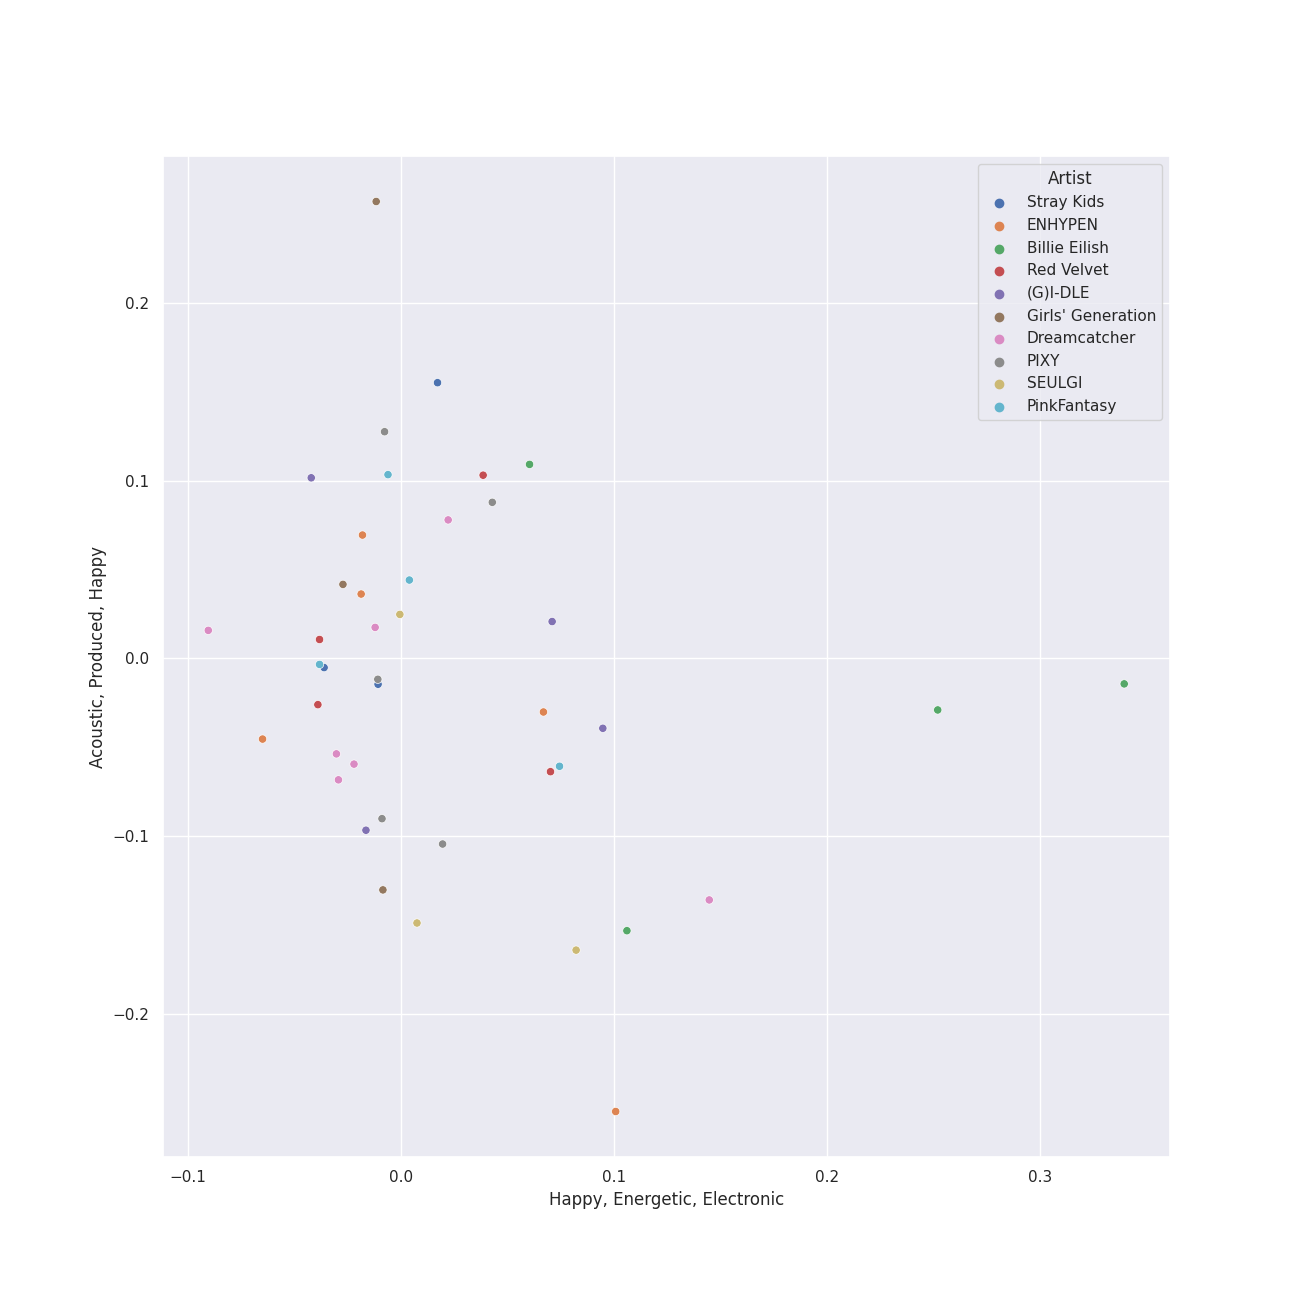 Artist
Stray Kids
ENHYPEN
Billie Eilish
Red Velvet
(G)I-DLE
Girls' Generation
Dreamcatcher
PIXY
SEULGI
PinkFantasy
0.2
0.1
0.0
−0.1
−0.2
Acoustic, Produced, Happy
−0.1 0.0 0.1 0.2 0.3
Happy, Energetic, Electronic